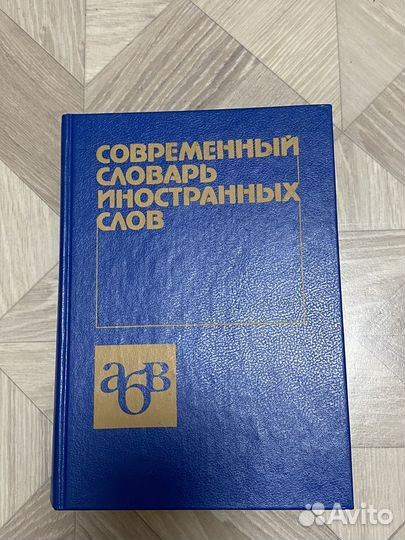 СОВРЕМЕННЫЙ
СЛОВАРЬ
ИНОСТРАННЫХ
СЛОВ
абв
Avito